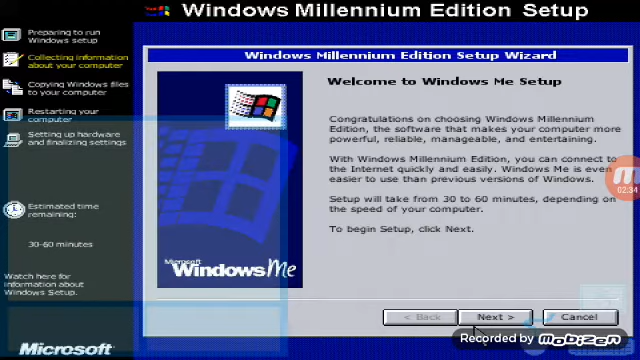 Windows Millennium Edition Setup
Preparing to run
Windows setup
Collecting information
about your computer
Copying Windows files
to your computer
Restarting your
computer
Setting up hardware
and finalizing settings
Estimated time
remaining:
30-60 minutes
Watch here for
information about
Windows Setup.
Microsoft
Windows Millennium Edition Setup Wizard
Welcome to Windows Me Setup
Congratulations on choosing Windows Millennium
Edition, the software that makes your computer more
powerful, reliable, manageable, and entertaining.
With Windows Millennium Edition, you can connect to
the Internet quickly and easily. Windows Me is even
easier to use than previous versions of Windows.
Setup will take from 30 to 60 minutes, depending on
the speed of your computer.
To begin Setup, click Next.
Microsoft
Windows Me
< Back
Next >
Cancel
M
02:34
Recorded by mobizen